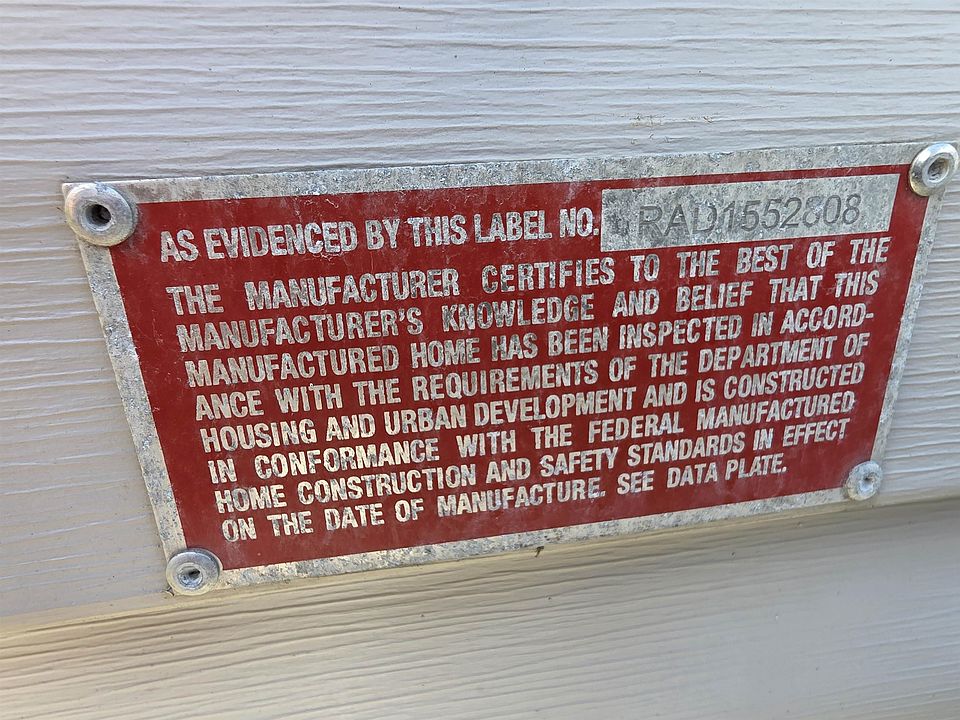 AS EVIDENCED BY THIS LABEL NO. RAD1552808
THE MANUFACTURER CERTIFIES TO THE BEST OF THE
MANUFACTURER'S KNOWLEDGE AND BELIEF THAT THIS
MANUFACTURED HOME HAS BEEN INSPECTED IN ACCORD-
ANCE WITH THE REQUIREMENTS OF THE DEPARTMENT OF
HOUSING AND URBAN DEVELOPMENT AND IS CONSTRUCTED
IN CONFORMANCE WITH THE FEDERAL MANUFACTURED
HOME CONSTRUCTION AND SAFETY STANDARDS IN EFFECT
ON THE DATE OF MANUFACTURE. SEE DATA PLATE.